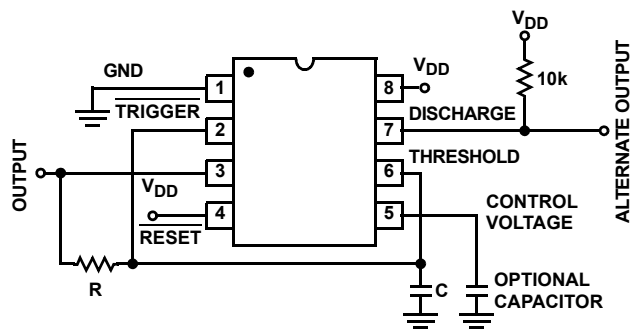 V_DD
GND
V_DD
10k
1
8
TRIGGER
DISCHARGE
2
7
THRESHOLD
OUTPUT
3
6
ALTERNATE OUTPUT
V_DD
4
5
CONTROL
VOLTAGE
RESET
R
C
OPTIONAL
CAPACITOR